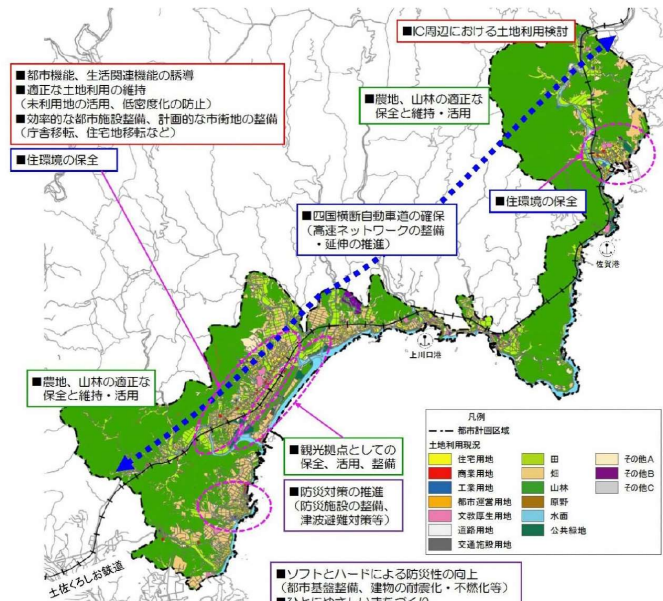 ■IC周辺における土地利用検討
■都市機能、生活関連機能の誘導
■適正な土地利用の維持
（未利用地の活用、低密度化の防止）
■効率的な都市施設整備、計画的な市街地の整備
（庁舎移転、住宅地移転など）
■農地、山林の適正な
保全と維持・活用
■住環境の保全
■住環境の保全
■四国横断自動車道の確保
（高速ネットワークの整備
・延伸の推進）
佐賀港
上川口港
■農地、山林の適正な
保全と維持・活用
■観光拠点としての
保全、活用、整備
■防災対策の推進
（防災施設の整備、
津波避難対策等）
土佐くろしお鉄道
■ソフトとハードによる防災性の向上
（都市基盤整備、建物の耐震化・不燃化等）
■ひとにやさしいまちづくり
凡例
都市計画区域
土地利用現況
住宅用地
商業用地
工業用地
都市運営用地
文教厚生用地
道路用地
交通施設用地
田
畑
山林
原野
水面
公共緑地
その他A
その他B
その他C